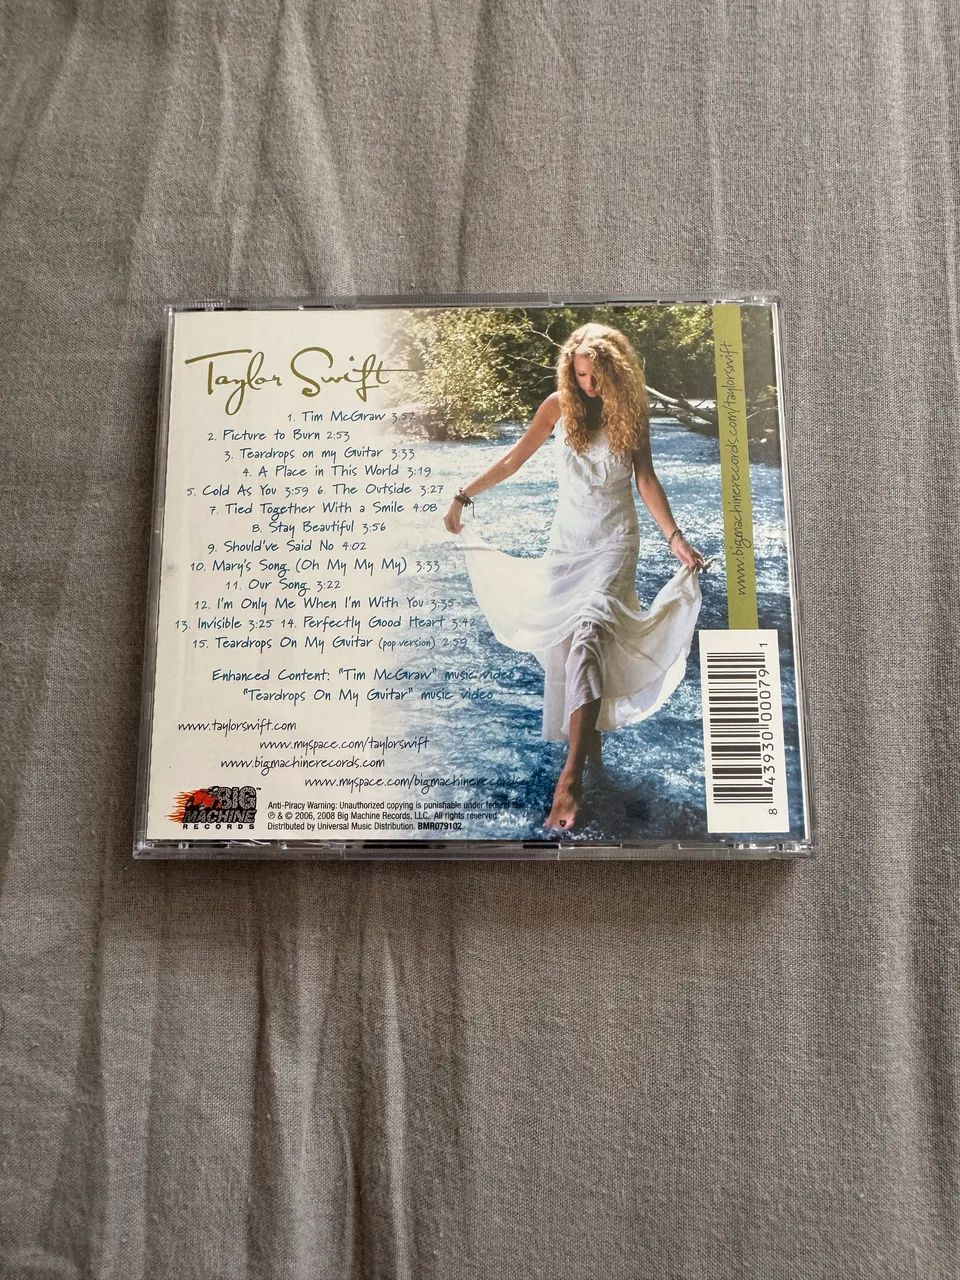 Taylor Swift
1. Tim McGraw 3:52
2. Picture to Burn 2:53
3. Teardrops on my Guitar 3:33
4. A Place in This World 3:19
5. Cold As You 3:59 6. The Outside 3:27
7. Tied Together With a Smile 4:08
8. Stay Beautiful 3:56
9. Should've Said No 4:02
10. Mary's Song (Oh My My My) 3:33
11. Our Song 3:22
12. I'm Only Me When I'm With You 3:35
13. Invisible 3:25 14. Perfectly Good Heart 3:42
15. Teardrops On My Guitar (pop version) 2:59
Enhanced Content: "Tim McGraw" music video
"Teardrops On My Guitar" music video
www.taylorswift.com
www.myspace.com/taylorswift
www.bigmachinerecords.com
www.myspace.com/bigmachinerecords
BIG
MACHINE
RECORDS
Anti-Piracy Warning: Unauthorized copying is punishable under federal law.
℗ & © 2006, 2008 Big Machine Records, LLC. All rights reserved.
Distributed by Universal Music Distribution. BMR079102
www.bigmachinerecords.com/taylorswift
8 43930 00079 1